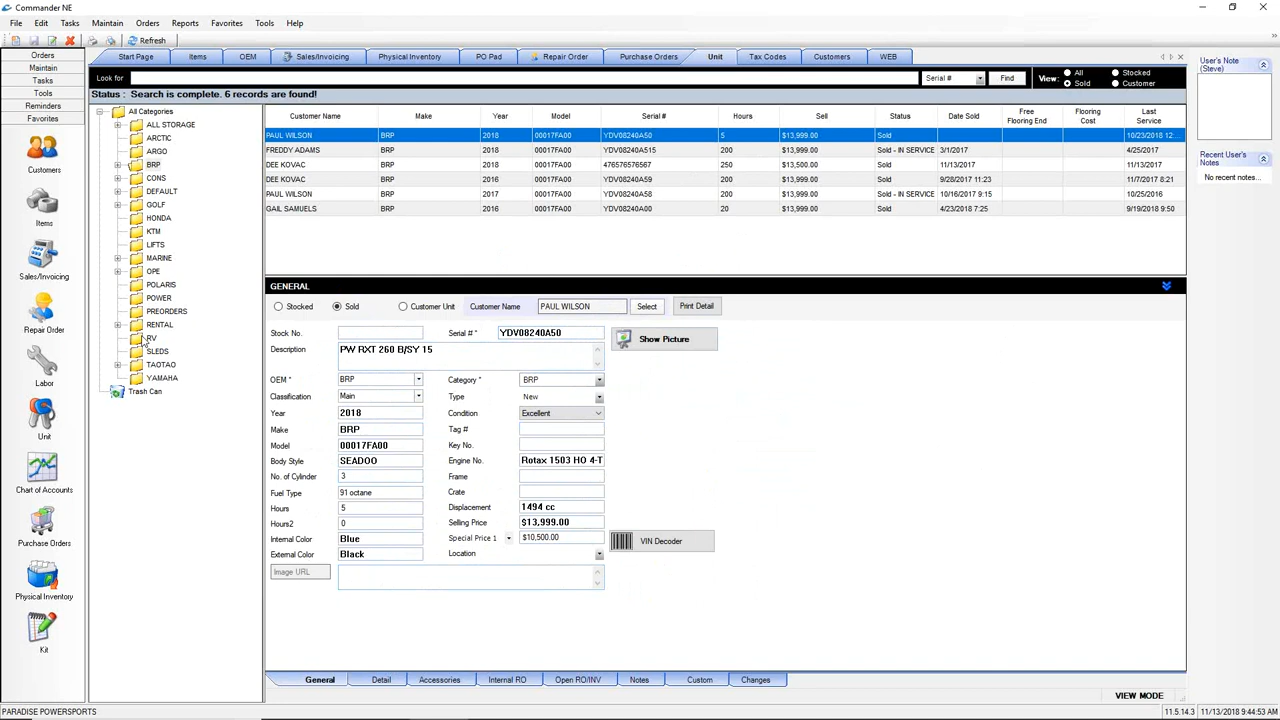 Commander NE
File Edit Tasks Maintain Orders Reports Favorites Tools Help
Refresh
Orders
Maintain
Tasks
Tools
Reminders
Favorites
Customers
Items
Sales/Invoicing
Repair Order
Labor
Unit
Chart of Accounts
Purchase Orders
Physical Inventory
Kit
Start Page Items OEM Sales/Invoicing Physical Inventory PO Pad Repair Order Purchase Orders Unit Tax Codes Customers WEB
Look for Serial # Find View: All Stocked Sold Customer
Status : Search is complete. 6 records are found!
All Categories
ALL STORAGE
ARCTIC
ARGO
BRP
CONS
DEFAULT
GOLF
HONDA
KTM
LIFTS
MARINE
OPE
POLARIS
POWER
PREORDERS
RENTAL
RV
SLEDS
TAOTAO
YAMAHA
Trash Can
Customer Name Make Year Model Serial # Hours Sell Status Date Sold Free Flooring End Flooring Cost Last Service
PAUL WILSON BRP 2018 00017FA00 YDV08240A50 5 $13,999.00 Sold 10/23/2018 12:...
FREDDY ADAMS BRP 2018 00017FA00 YDV08240A515 200 $13,999.00 Sold - IN SERVICE 3/1/2017 4/25/2017
DEE KOVAC BRP 2018 00017FA00 476576576567 250 $13,500.00 Sold 11/13/2017 11/13/2017
DEE KOVAC BRP 2016 00017FA00 YDV08240A59 200 $13,999.00 Sold 9/28/2017 11:23 11/7/2017 8:21
PAUL WILSON BRP 2017 00017FA00 YDV08240A58 200 $13,999.00 Sold - IN SERVICE 10/16/2017 9:15 10/25/2016
GAIL SAMUELS BRP 2016 00017FA00 YDV08240A00 20 $13,999.00 Sold 4/23/2018 7:25 9/19/2018 9:50
GENERAL
Stocked Sold Customer Unit Customer Name PAUL WILSON Select Print Detail
Stock No. Serial # * YDV08240A50 Show Picture
Description PW RXT 260 B/SY 15
OEM * BRP Category * BRP
Classification Main Type New
Year 2018 Condition Excellent
Make BRP Tag #
Model 00017FA00 Key No.
Body Style SEADOO Engine No. Rotax 1503 HO 4-T
No. of Cylinder 3 Frame
Fuel Type 91 octane Crate
Hours 5 Displacement 1494 cc
Hours2 0 Selling Price $13,999.00
Internal Color Blue Special Price 1 $10,500.00 VIN Decoder
External Color Black Location
Image URL
General Detail Accessories Internal RO Open RO/INV Notes Custom Changes
VIEW MODE
User's Note
(Steve)
Recent User's
Notes
No recent notes...
PARADISE POWERSPORTS 11.5.14.3 11/13/2018 9:44:53 AM